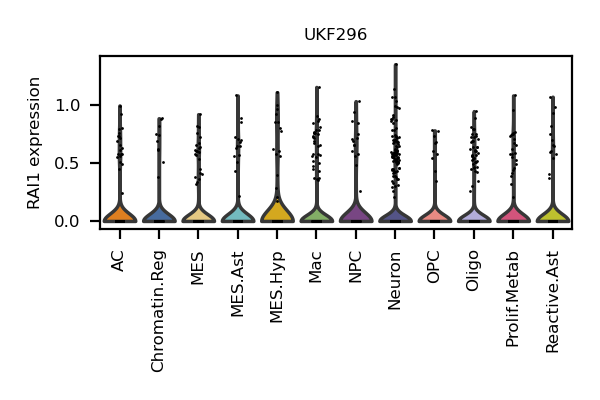 UKF296
RAI1 expression
1.0
0.5
0.0
AC
Chromatin.Reg
MES
MES.Ast
MES.Hyp
Mac
NPC
Neuron
OPC
Oligo
Prolif.Metab
Reactive.Ast